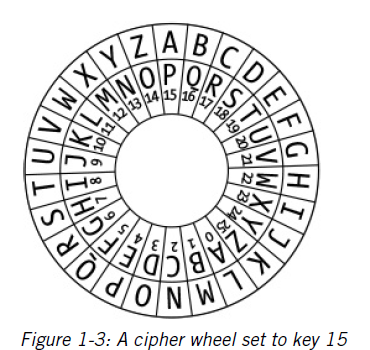 A B C D E F G H I J K L M N O P Q R S T U V W X Y Z
P Q R S T U V W X Y Z A B C D E F G H I J K L M N O
15 16 17 18 19 20 21 22 23 24 25 0 1 2 3 4 5 6 7 8 9 10 11 12 13 14
Figure 1-3: A cipher wheel set to key 15